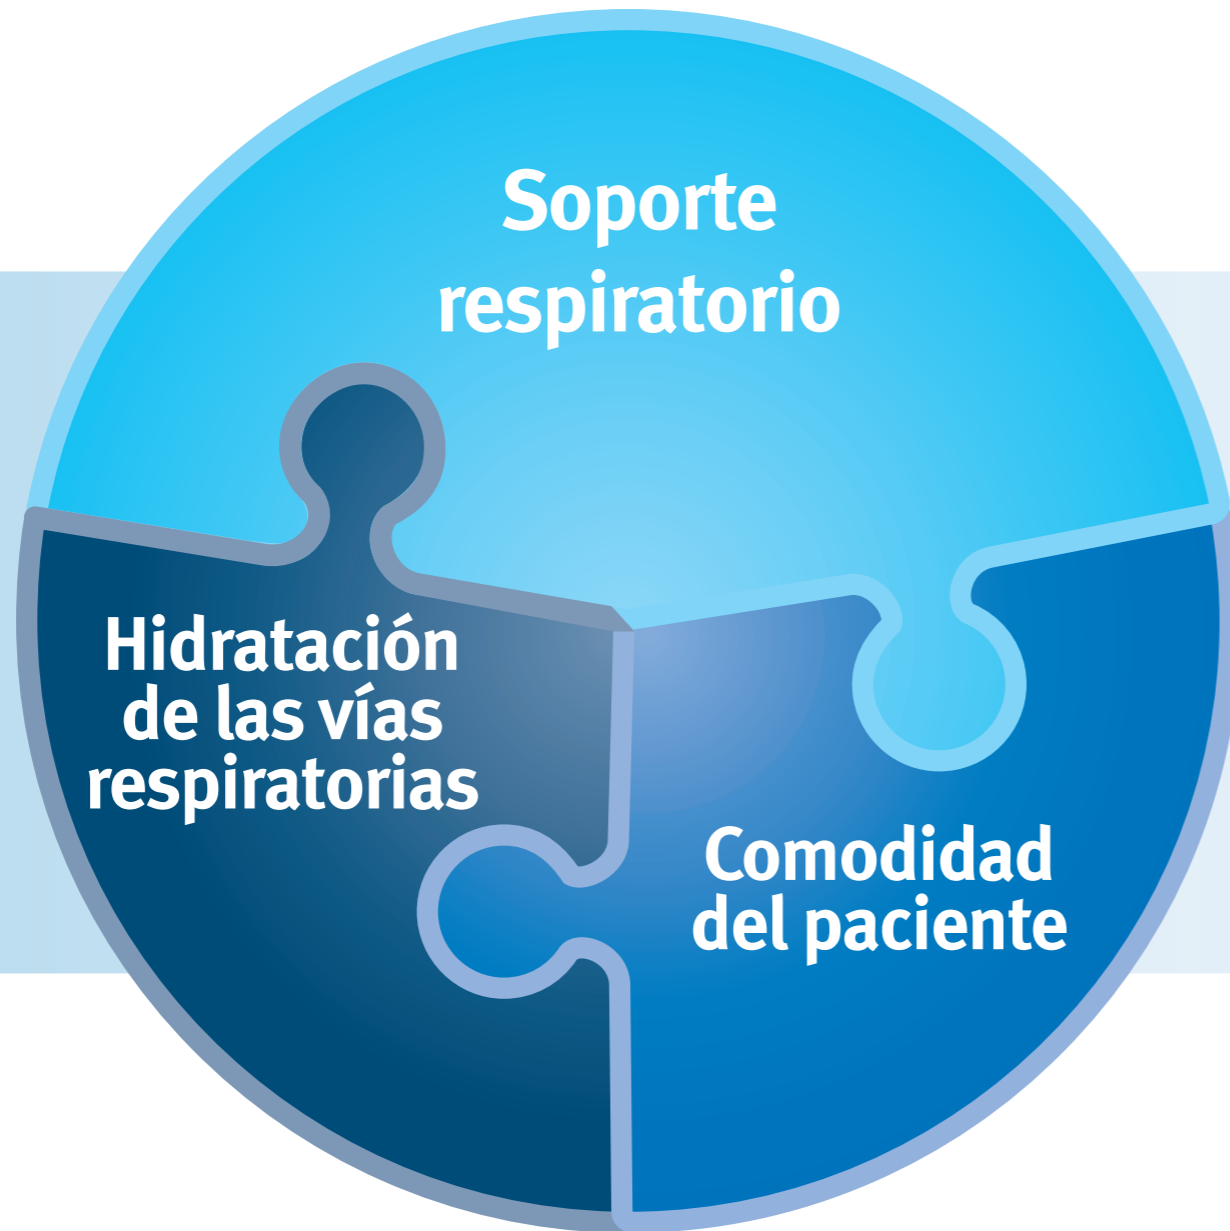 Soporte
respiratorio
Hidratación
de las vías
respiratorias
Comodidad
del paciente